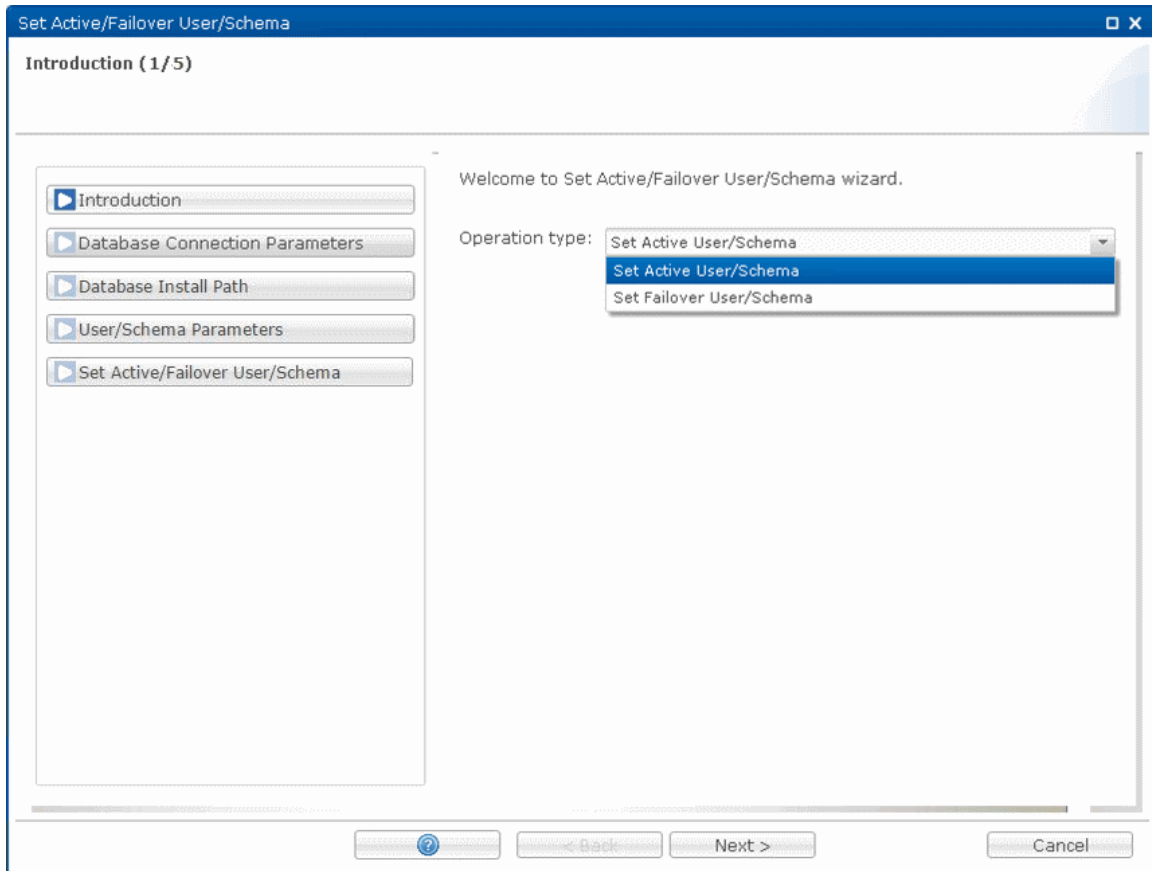 Set Active/Failover User/Schema
Introduction (1/5)
Introduction
Database Connection Parameters
Database Install Path
User/Schema Parameters
Set Active/Failover User/Schema
Welcome to Set Active/Failover User/Schema wizard.
Operation type: Set Active User/Schema
Set Active User/Schema
Set Failover User/Schema
< Back
Next >
Cancel